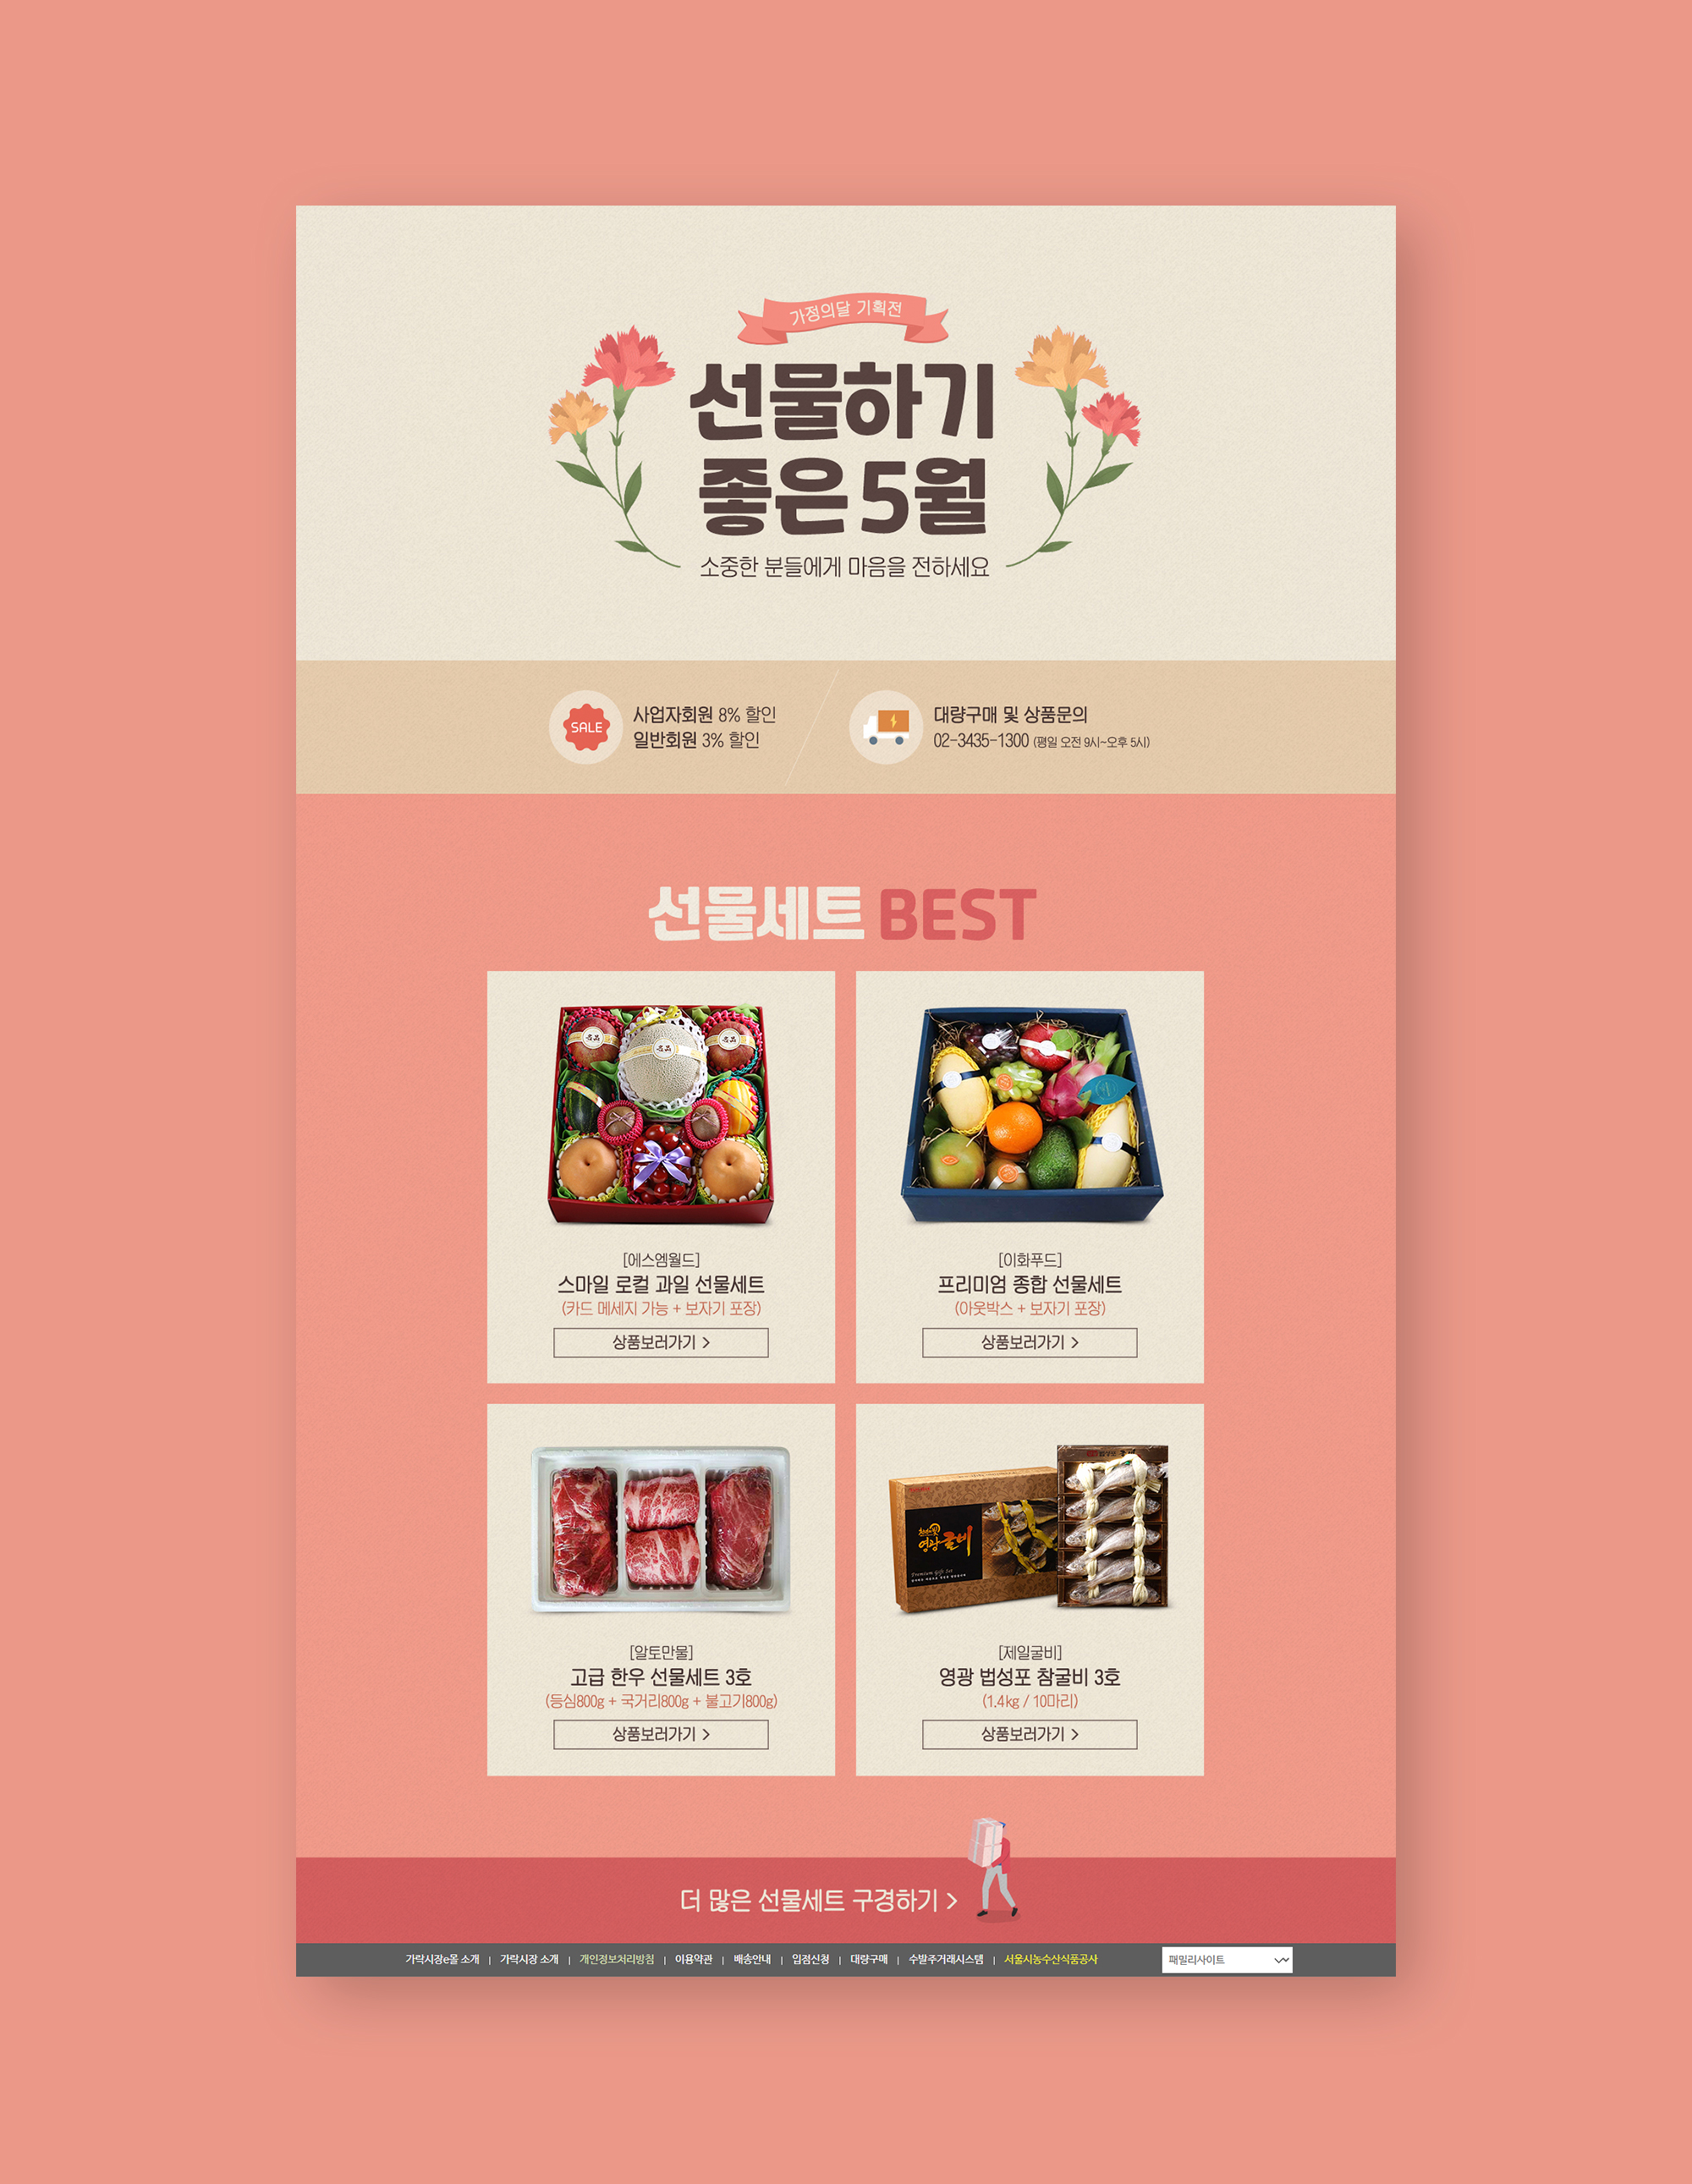 가정의달 기획전
선물하기
좋은 5월
소중한 분들에게 마음을 전하세요
SALE
사업자회원 8% 할인
일반회원 3% 할인
대량구매 및 상품문의
02-3435-1300 (평일 오전 9시~오후 5시)
선물세트 BEST
[에스엠월드]
스마일 로컬 과일 선물세트
(카드 메세지 가능 + 보자기 포장)
상품보러가기 >
[이화푸드]
프리미엄 종합 선물세트
(아웃박스 + 보자기 포장)
상품보러가기 >
영광굴비
Premium Gift Set
[알토만물]
고급 한우 선물세트 3호
(등심800g + 국거리800g + 불고기800g)
상품보러가기 >
[제일굴비]
영광 법성포 참굴비 3호
(1.4kg / 10마리)
상품보러가기 >
더 많은 선물세트 구경하기 >
가락시장e몰 소개 | 가락시장 소개 | 개인정보처리방침 | 이용약관 | 배송안내 | 입점신청 | 대량구매 | 수발주거래시스템 | 서울시농수산식품공사
패밀리사이트